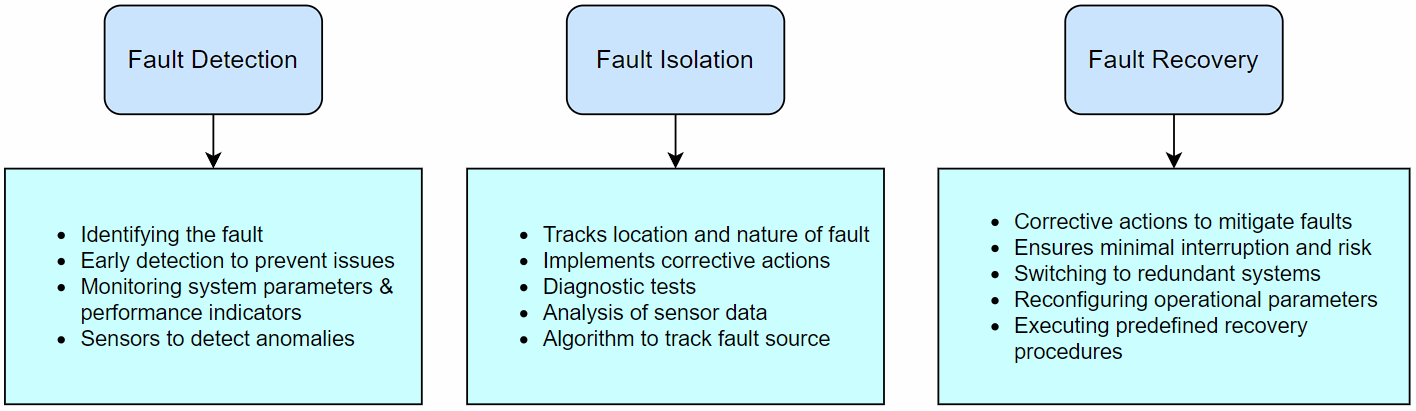 Fault Detection
Identifying the fault
Early detection to prevent issues
Monitoring system parameters &
performance indicators
Sensors to detect anomalies
Fault Isolation
Tracks location and nature of fault
Implements corrective actions
Diagnostic tests
Analysis of sensor data
Algorithm to track fault source
Fault Recovery
Corrective actions to mitigate faults
Ensures minimal interruption and risk
Switching to redundant systems
Reconfiguring operational parameters
Executing predefined recovery
procedures